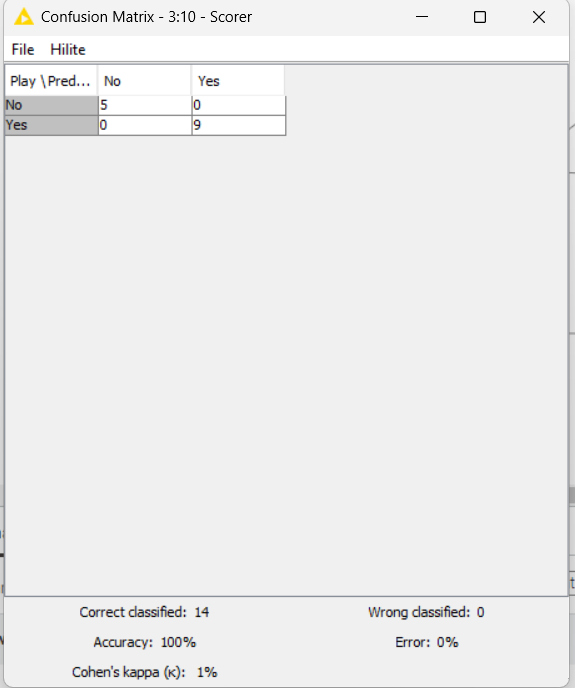 Confusion Matrix - 3:10 - Scorer
File Hilite
Play \ Pred... No Yes
No 5 0
Yes 0 9
Correct classified: 14 Wrong classified: 0
Accuracy: 100% Error: 0%
Cohen's kappa (κ): 1%